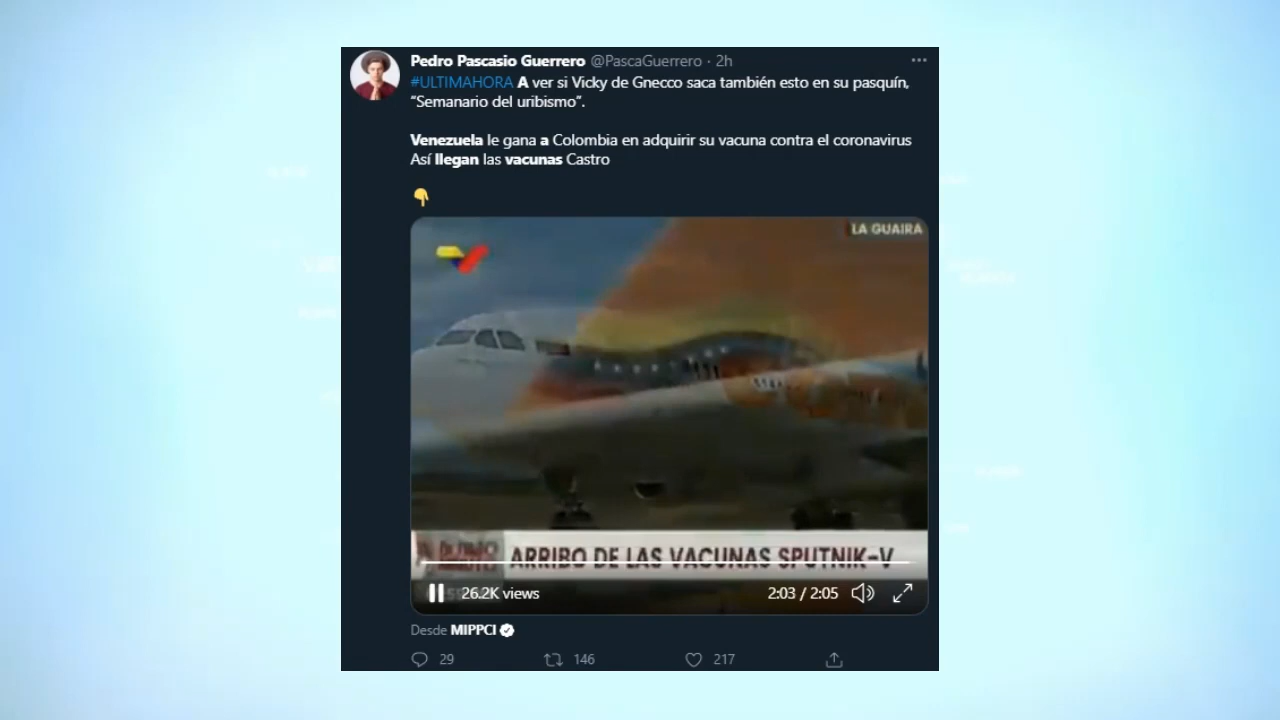 Pedro Pascasio Guerrero @PascaGuerrero · 2h
#ULTIMAHORA A ver si Vicky de Gnecco saca también esto en su pasquín,
“Semanario del uribismo”.
Venezuela le gana a Colombia en adquirir su vacuna contra el coronavirus
Así llegan las vacunas Castro
LA GUAIRA
ARRIBO DE LAS VACUNAS SPUTNIK-V
26.2K views
2:03 / 2:05
Desde MIPPCI
29
146
217